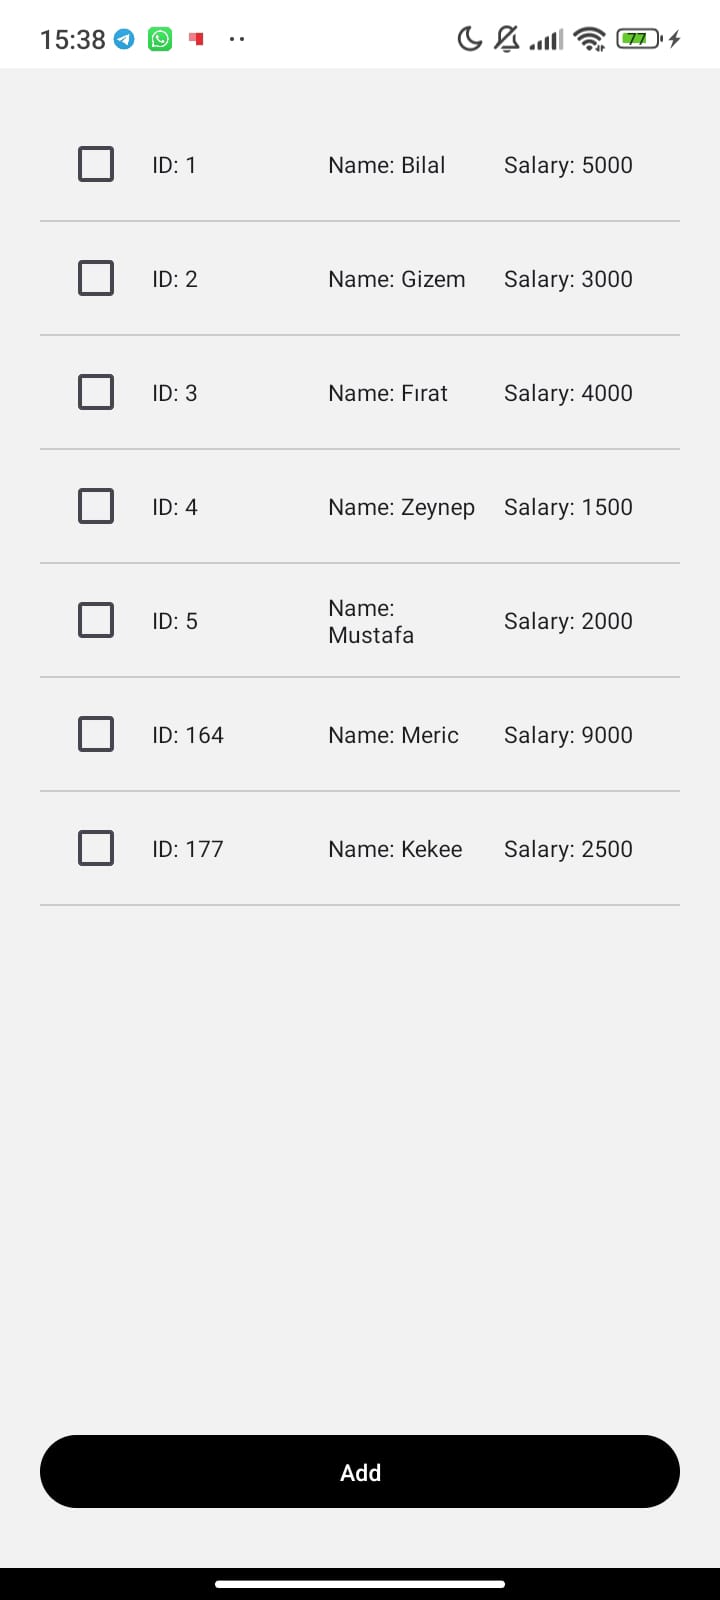 15:38
77
ID: 1 Name: Bilal Salary: 5000
ID: 2 Name: Gizem Salary: 3000
ID: 3 Name: Fırat Salary: 4000
ID: 4 Name: Zeynep Salary: 1500
ID: 5 Name: Mustafa Salary: 2000
ID: 164 Name: Meric Salary: 9000
ID: 177 Name: Kekee Salary: 2500
Add